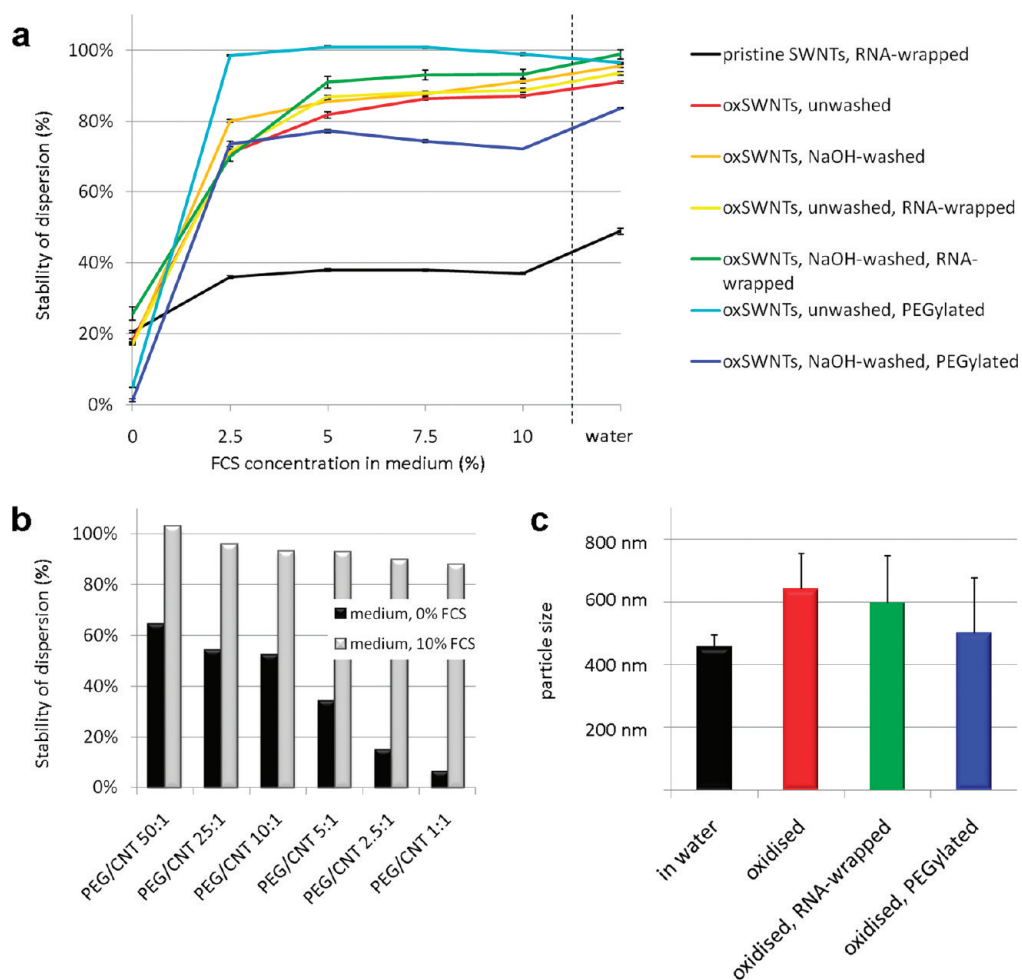 a
Stability of dispersion (%)
100%
80%
60%
40%
20%
0%
0
2.5
5
7.5
10
water
FCS concentration in medium (%)
pristine SWNTs, RNA-wrapped
oxSWNTs, unwashed
oxSWNTs, NaOH-washed
oxSWNTs, unwashed, RNA-wrapped
oxSWNTs, NaOH-washed, RNA-
wrapped
oxSWNTs, unwashed, PEGylated
oxSWNTs, NaOH-washed, PEGylated
b
Stability of dispersion (%)
100%
80%
60%
40%
20%
0%
medium, 0% FCS
medium, 10% FCS
PEG/CNT 50:1
PEG/CNT 25:1
PEG/CNT 10:1
PEG/CNT 5:1
PEG/CNT 2.5:1
PEG/CNT 1:1
c
particle size
800 nm
600 nm
400 nm
200 nm
in water
oxidised
oxidised, RNA-wrapped
oxidised, PEGylated